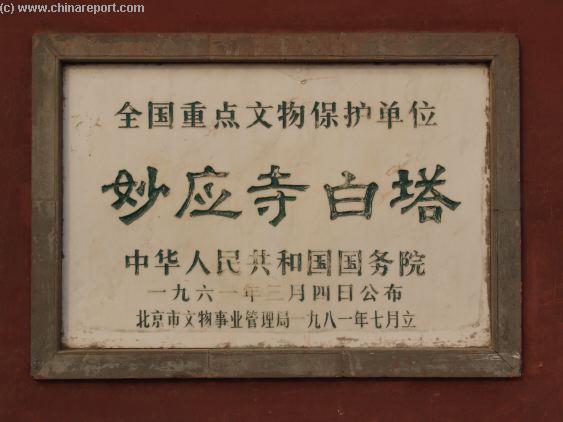 (c) www.chinareport.com
全国重点文物保护单位
妙应寺白塔
中华人民共和国国务院
一九六一年三月四日公布
北京市文物事业管理局一九八一年七月立